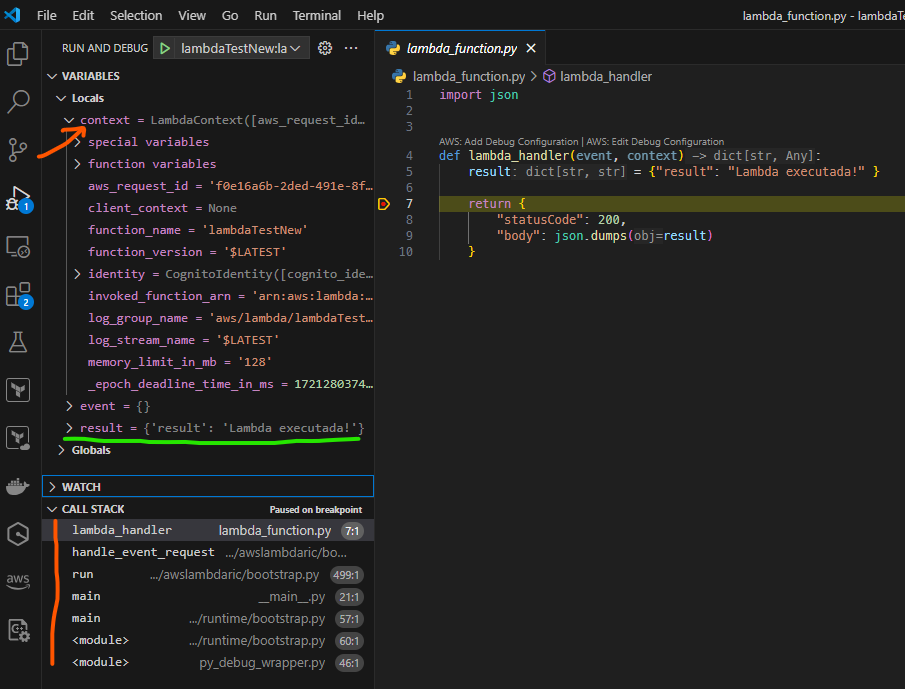 File Edit Selection View Go Run Terminal Help
lambda_function.py - lambdaTe
RUN AND DEBUG lambdaTestNew:la
VARIABLES
Locals
context = LambdaContext([aws_request_id…
special variables
function variables
aws_request_id = 'f0e16a6b-2ded-491e-8f…
client_context = None
function_name = 'lambdaTestNew'
function_version = '$LATEST'
identity = CognitoIdentity([cognito_ide…
invoked_function_arn = 'arn:aws:lambda:…
log_group_name = 'aws/lambda/lambdaTest…
log_stream_name = '$LATEST'
memory_limit_in_mb = '128'
_epoch_deadline_time_in_ms = 1721280374…
event = {}
result = {'result': 'Lambda executada!'}
Globals
WATCH
CALL STACK Paused on breakpoint
lambda_handler lambda_function.py 7:1
handle_event_request .../awslambdaric/bo…
run .../awslambdaric/bootstrap.py 499:1
main __main__.py 21:1
main .../runtime/bootstrap.py 57:1
<module> .../runtime/bootstrap.py 60:1
<module> py_debug_wrapper.py 46:1
1
2
aws
lambda_function.py
lambda_function.py > lambda_handler
1 import json
2
3
AWS: Add Debug Configuration | AWS: Edit Debug Configuration
4 def lambda_handler(event, context) -> dict[str, Any]:
5 result: dict[str, str] = {"result": "Lambda executada!" }
6
7 return {
8 "statusCode": 200,
9 "body": json.dumps(obj=result)
10 }